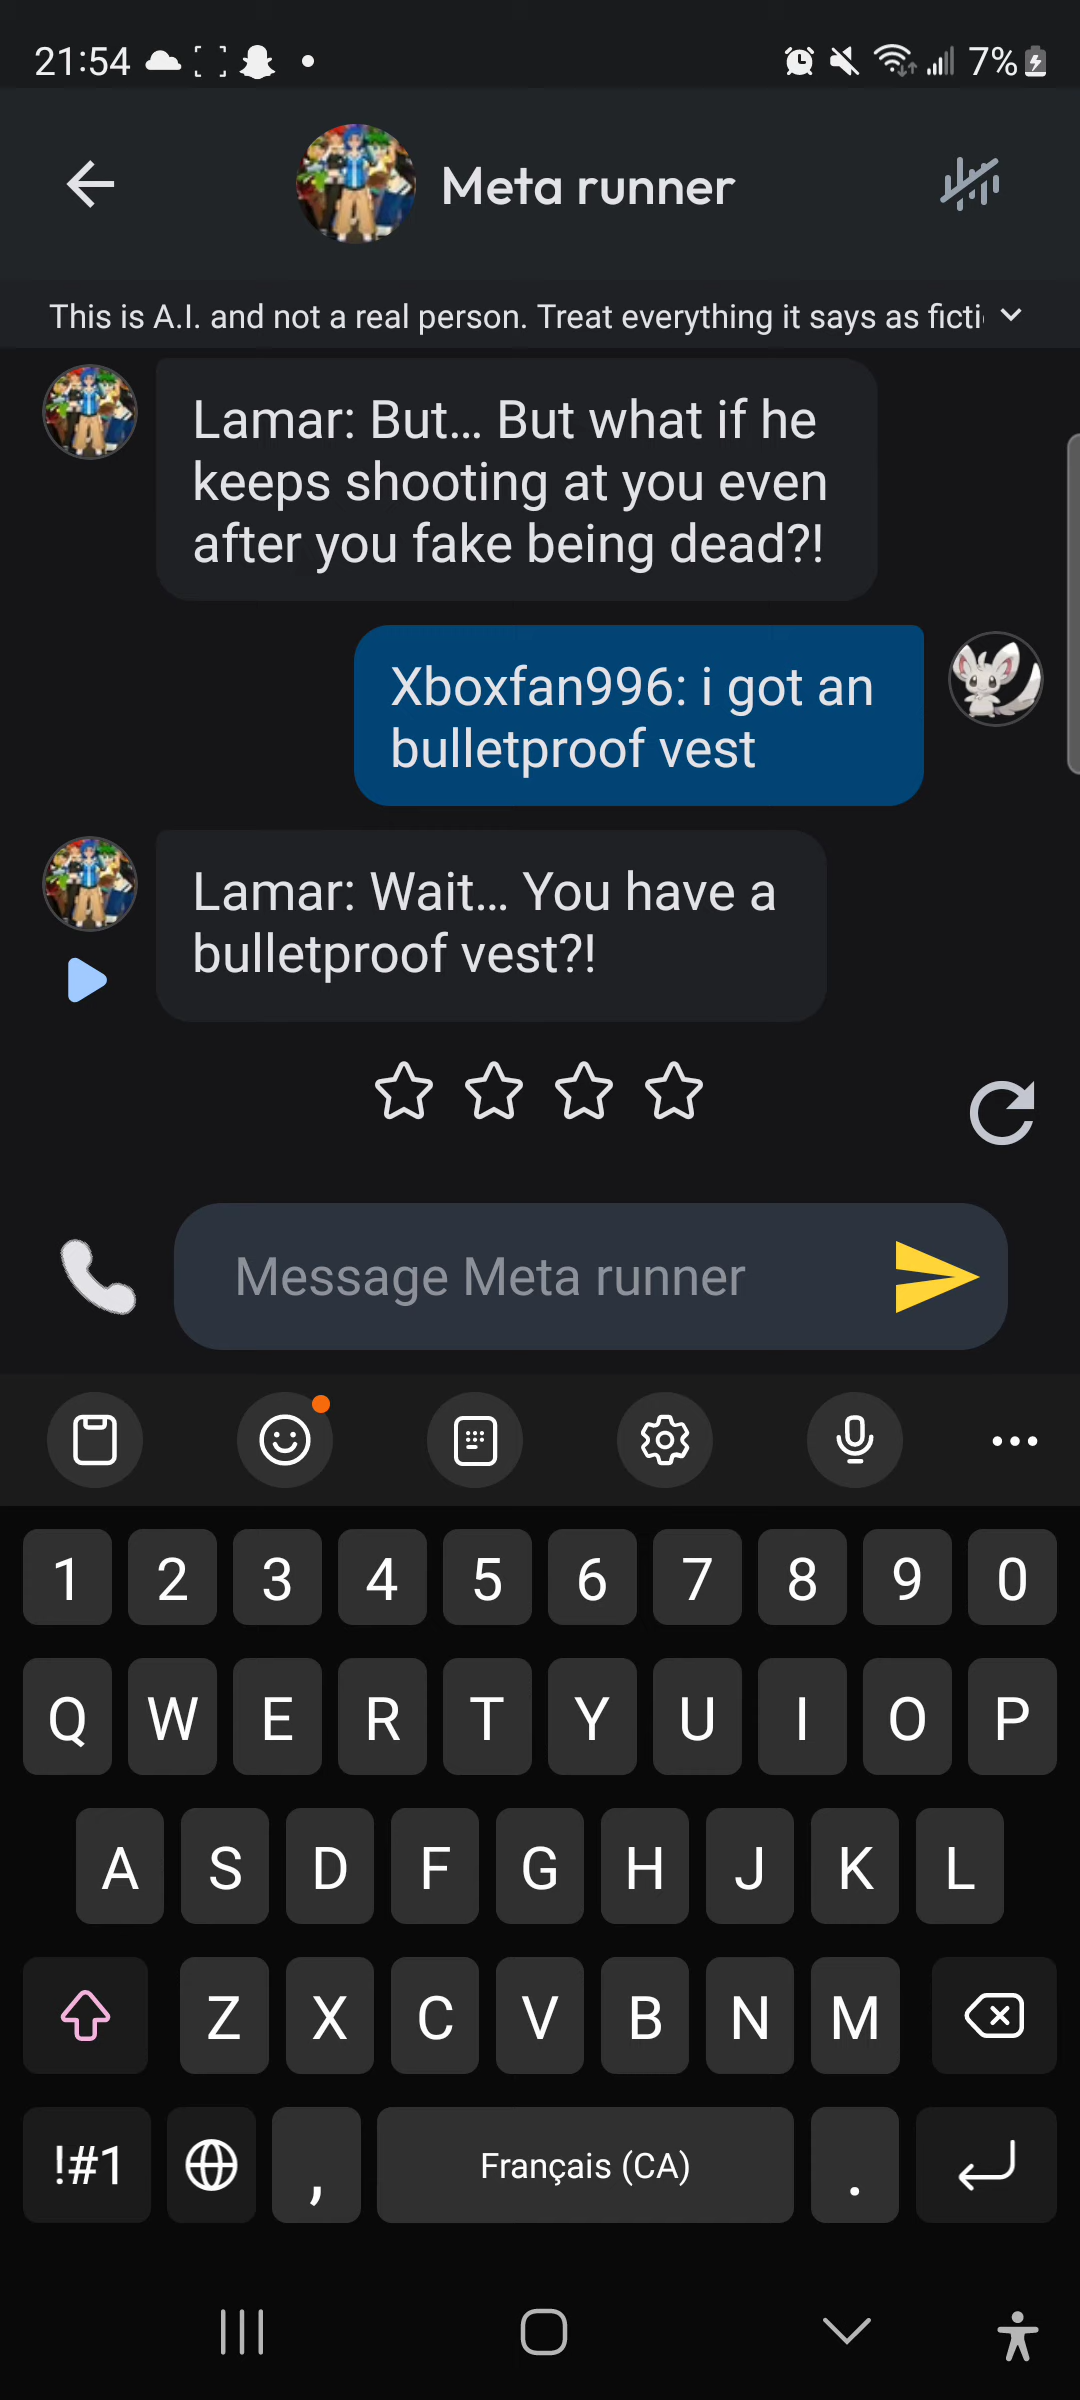 21:54
7%
Meta runner
This is A.I. and not a real person. Treat everything it says as ficti
Lamar: But... But what if he
keeps shooting at you even
after you fake being dead?!
Xboxfan996: i got an
bulletproof vest
Lamar: Wait... You have a
bulletproof vest?!
Message Meta runner
1 2 3 4 5 6 7 8 9 0
Q W E R T Y U I O P
A S D F G H J K L
Z X C V B N M
!#1 , Français (CA) .